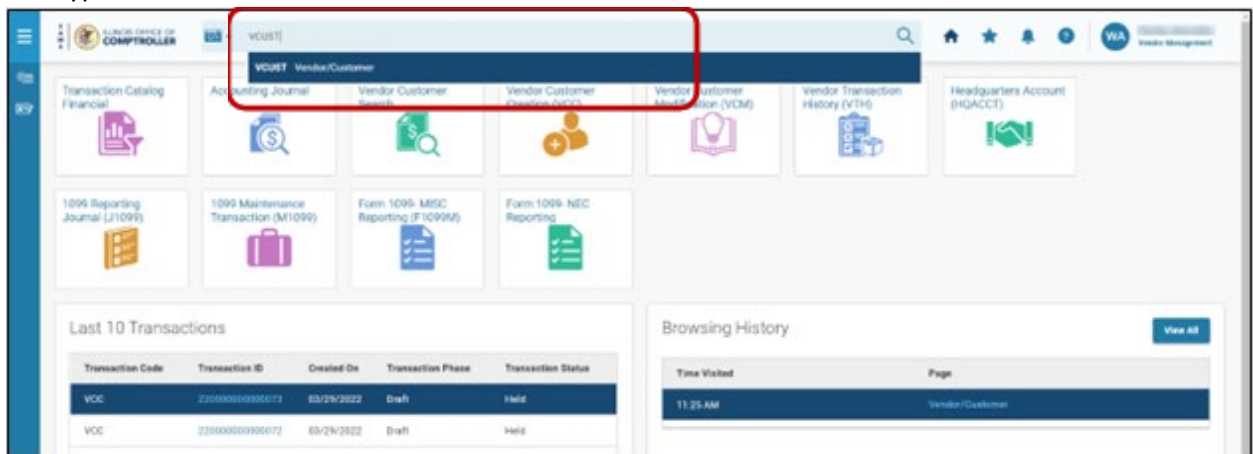 ILLINOIS OFFICE OF
COMPTROLLER
VCUST
WA
Vendor Management
VCUST Vendor/Customer
Transaction Catalog
Financial
Accounting Journal
Vendor Customer
Search
Vendor Customer
Creation (VCC)
Vendor Customer
Modification (VCM)
Vendor Transaction
History (VTH)
Headquarters Account
(HQACCT)
1099 Reporting
Journal (J1099)
1099 Maintenance
Transaction (M1099)
Form 1099- MISC
Reporting (F1099M)
Form 1099- NEC
Reporting
Last 10 Transactions
Transaction Code Transaction ID Created On Transaction Phase Transaction Status
VCC 03/29/2022 Draft Held
VCC 03/29/2022 Draft Held
Browsing History
View All
Time Visited Page
11:25 AM Vendor/Customer